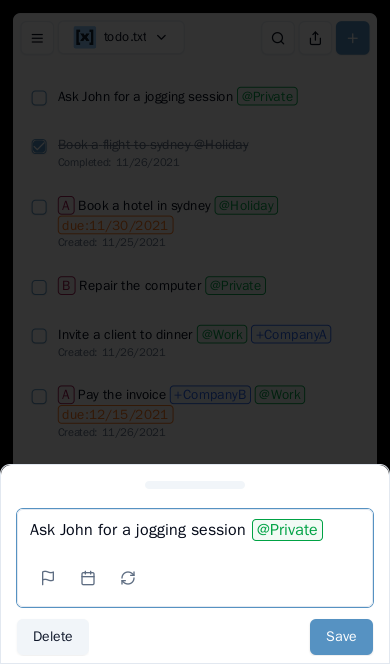 [x] todo.txt
Ask John for a jogging session @Private
Book a flight to sydney @Holiday
Completed: 11/26/2021
A Book a hotel in sydney @Holiday
due:11/30/2021
Created: 11/25/2021
B Repair the computer @Private
Invite a client to dinner @Work +CompanyA
Created: 11/26/2021
A Pay the invoice +CompanyB @Work
due:12/15/2021
Created: 11/26/2021
Ask John for a jogging session @Private
Delete Save